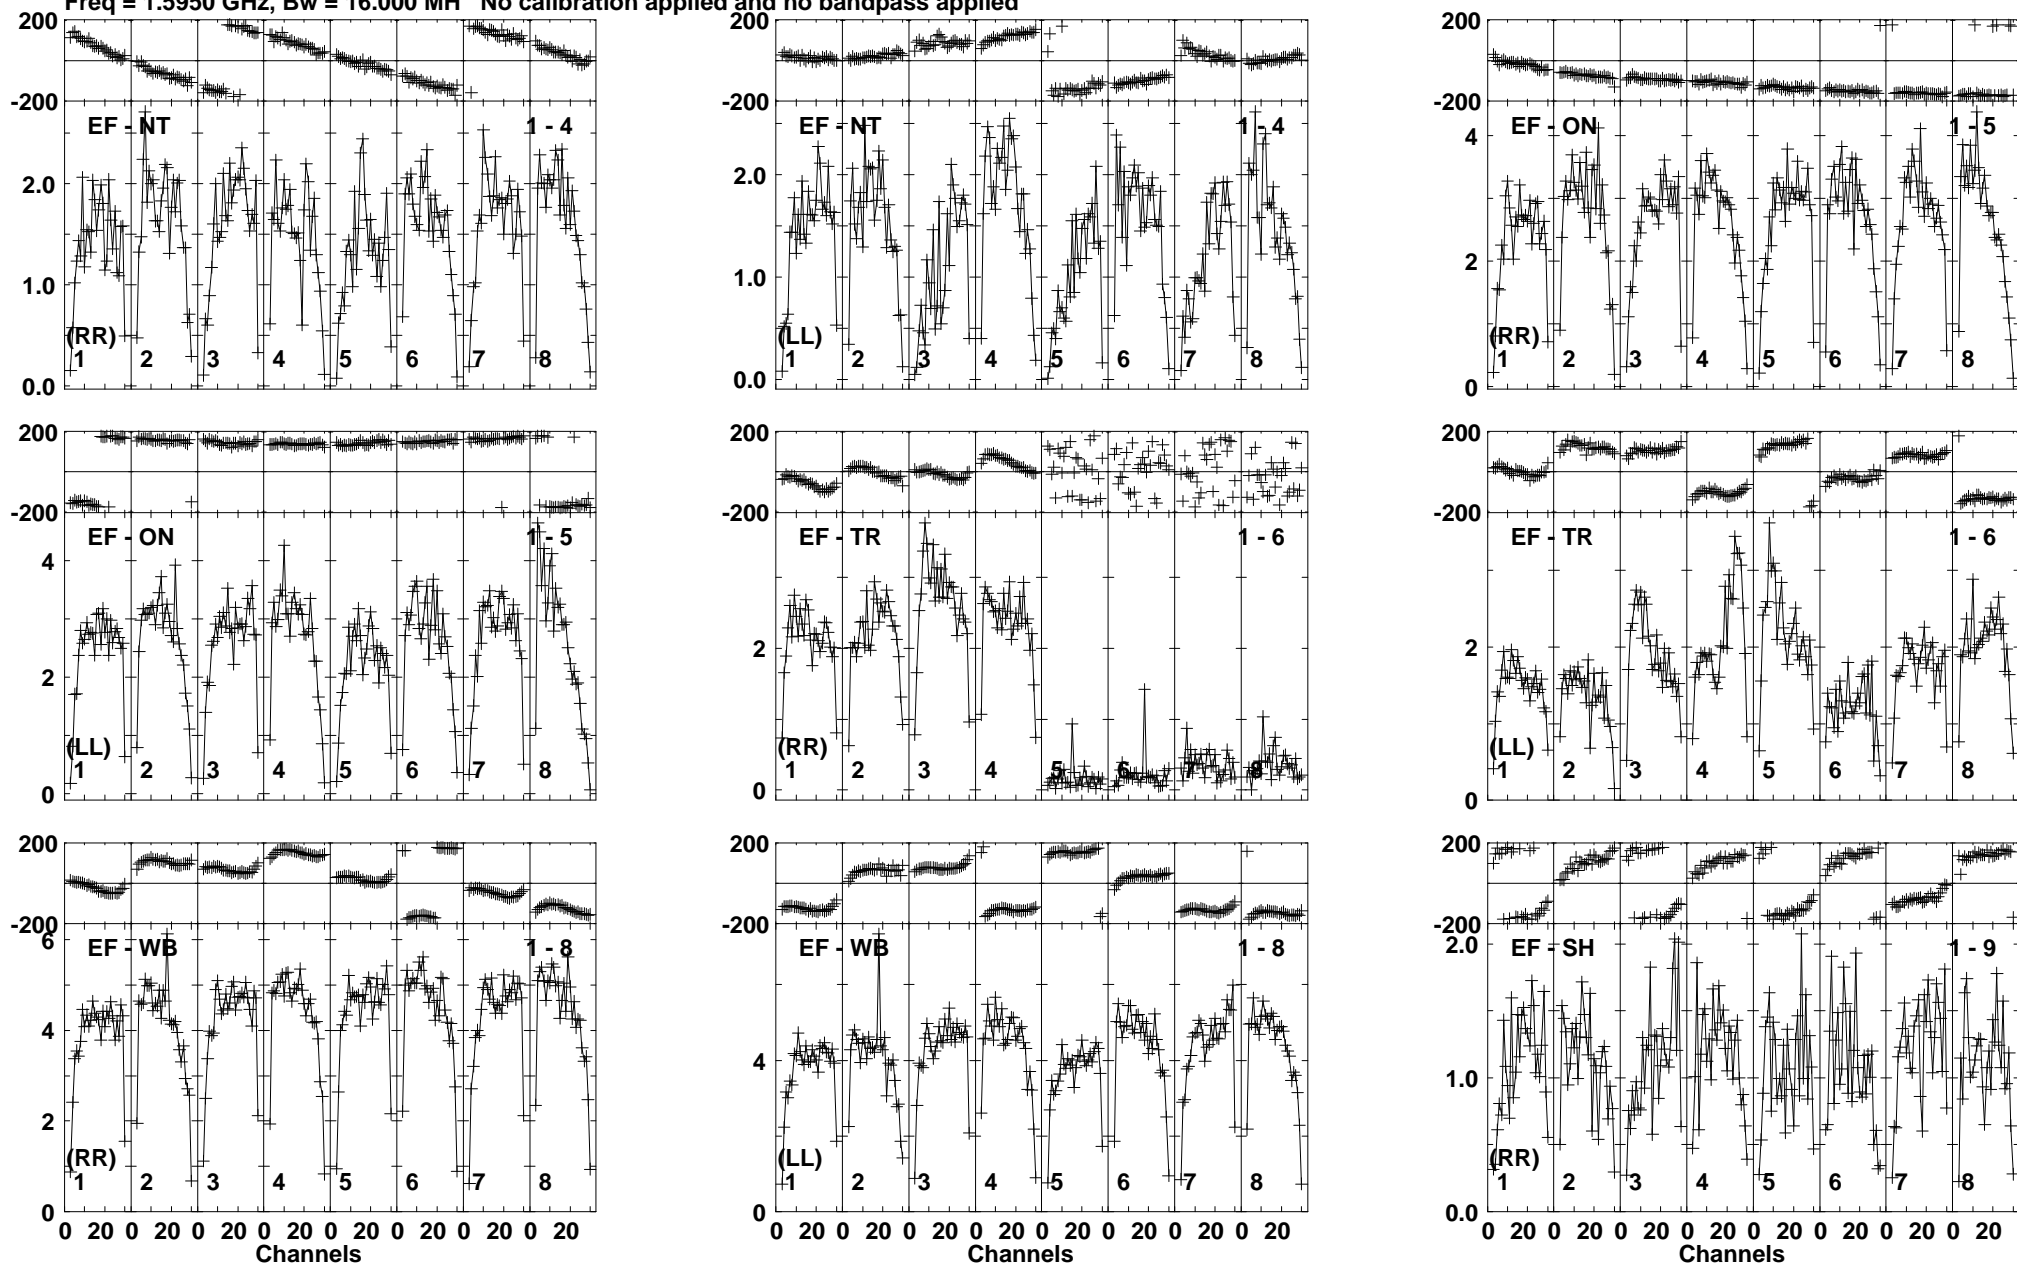 Freq = 1.5950 GHz, Bw = 16.000 MH No calibration applied and no bandpass applied
200 200 200
-200 -200 -200
EF - NT 1 - 4 EF - NT 1 - 4 EF - ON 1 - 5
4
2.0 2.0
2
1.0 1.0
(RR) (LL) (RR)
1 2 3 4 5 6 7 8 1 2 3 4 5 6 7 8 1 2 3 4 5 6 7 8
0.0 0.0 0
200 200 200
-200 -200 -200
EF - ON 1 - 5 EF - TR 1 - 6 EF - TR 1 - 6
4
2 2 2
(LL) (RR) (LL)
1 2 3 4 5 6 7 8 1 2 3 4 5 6 7 8 1 2 3 4 5 6 7 8
0 0 0
200 200 200
-200 -200 -200
6 EF - WB 1 - 8 EF - WB 1 - 8 2.0 EF - SH 1 - 9
4 4 1.0
2 2
(RR) (LL) (RR)
1 2 3 4 5 6 7 8 1 2 3 4 5 6 7 8 1 2 3 4 5 6 7 8
0 0 0.0
0 20 0 20 0 20 0 20 0 20 0 20 0 20 0 20 0 20 0 20 0 20 0 20 0 20 0 20 0 20 0 20 0 20 0 20 0 20 0 20 0 20 0 20 0 20 0 20
Channels Channels Channels